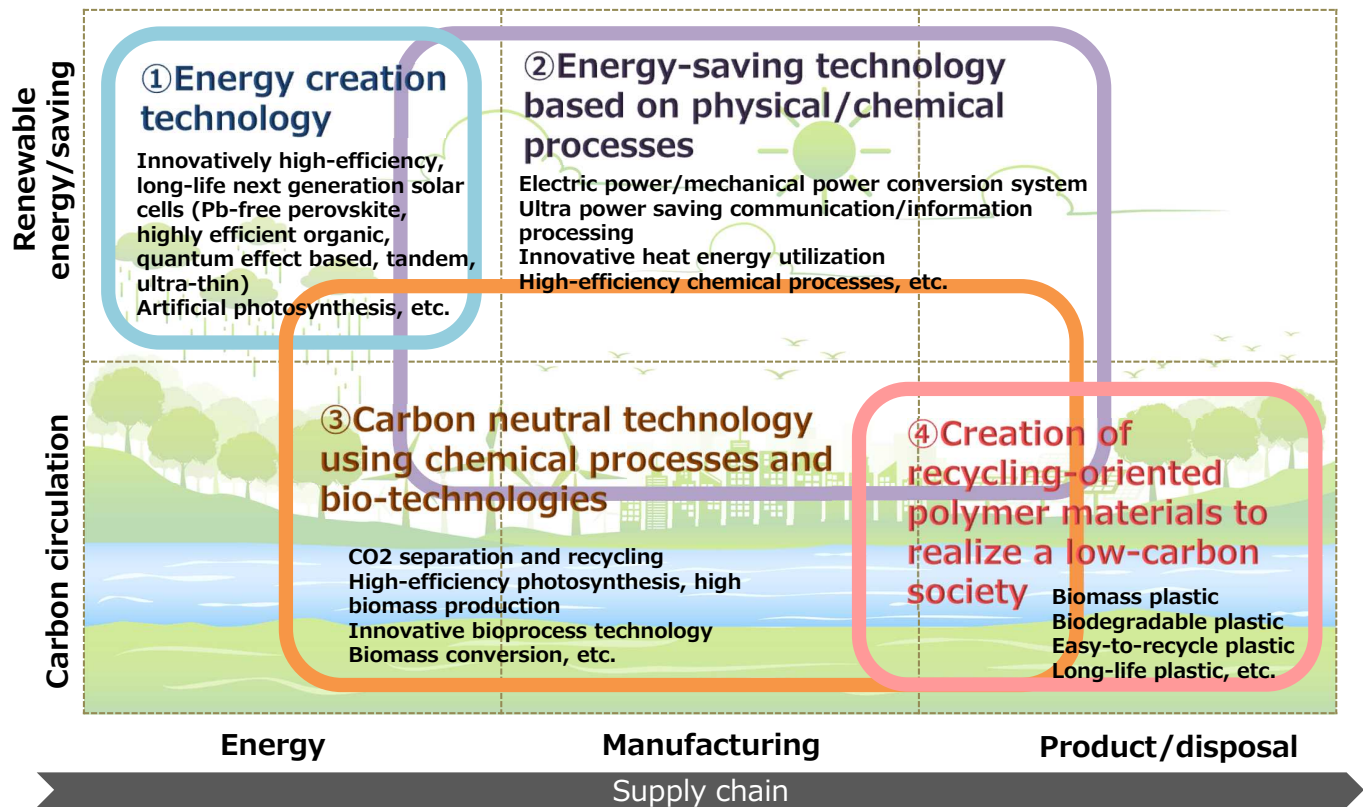 Renewable
energy/saving
①Energy creation
technology
Innovatively high-efficiency,
long-life next generation solar
cells (Pb-free perovskite,
highly efficient organic,
quantum effect based, tandem,
ultra-thin)
Artificial photosynthesis, etc.
②Energy-saving technology
based on physical/chemical
processes
Electric power/mechanical power conversion system
Ultra power saving communication/information
processing
Innovative heat energy utilization
High-efficiency chemical processes, etc.
Carbon circulation
③Carbon neutral technology
using chemical processes and
bio-technologies
CO2 separation and recycling
High-efficiency photosynthesis, high
biomass production
Innovative bioprocess technology
Biomass conversion, etc.
④Creation of
recycling-oriented
polymer materials to
realize a low-carbon
society
Biomass plastic
Biodegradable plastic
Easy-to-recycle plastic
Long-life plastic, etc.
Energy
Manufacturing
Product/disposal
Supply chain